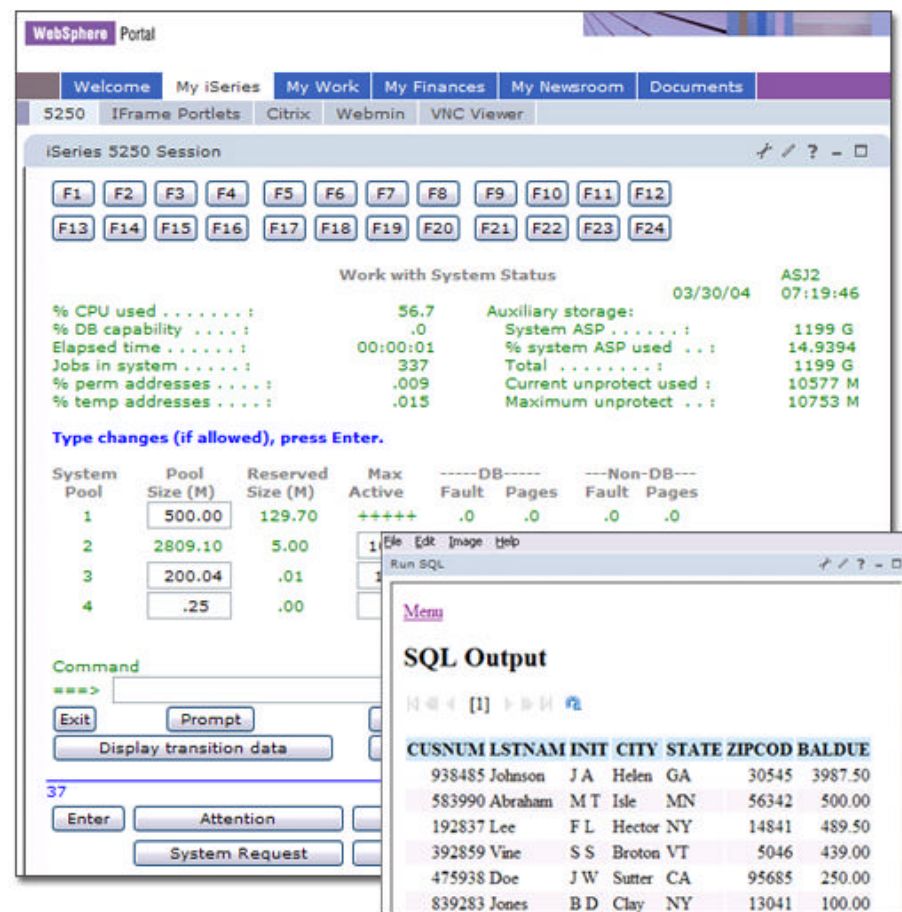 WebSphere Portal
Welcome My iSeries My Work My Finances My Newsroom Documents
5250 IFrame Portlets Citrix Webmin VNC Viewer
iSeries 5250 Session ? -
F1 F2 F3 F4 F5 F6 F7 F8 F9 F10 F11 F12
F13 F14 F15 F16 F17 F18 F19 F20 F21 F22 F23 F24
Work with System Status ASJ2
03/30/04 07:19:46
% CPU used . . . . . . . : 56.7 Auxiliary storage:
% DB capability . . . . : .0 System ASP . . . . . . : 1199 G
Elapsed time . . . . . . : 00:00:01 % system ASP used . . : 14.9394
Jobs in system . . . . . : 337 Total . . . . . . . . : 1199 G
% perm addresses . . . . : .009 Current unprotect used : 10577 M
% temp addresses . . . . : .015 Maximum unprotect . . : 10753 M
Type changes (if allowed), press Enter.
System Pool Reserved Max -----DB----- ---Non-DB---
Pool Size (M) Size (M) Active Fault Pages Fault Pages
1 500.00 129.70 +++++ .0 .0 .0 .0
2 2809.10 5.00
3 200.04 .01
4 .25 .00
Command
===>
Exit Prompt
Display transition data
37
Enter Attention
System Request
File Edit Image Help
Run SQL ? -
Menu
SQL Output
[1]
CUSNUM LSTNAM INIT CITY STATE ZIPCOD BALDUE
938485 Johnson J A Helen GA 30545 3987.50
583990 Abraham M T Isle MN 56342 500.00
192837 Lee F L Hector NY 14841 489.50
392859 Vine S S Broton VT 5046 439.00
475938 Doe J W Sutter CA 95685 250.00
839283 Jones B D Clay NY 13041 100.00